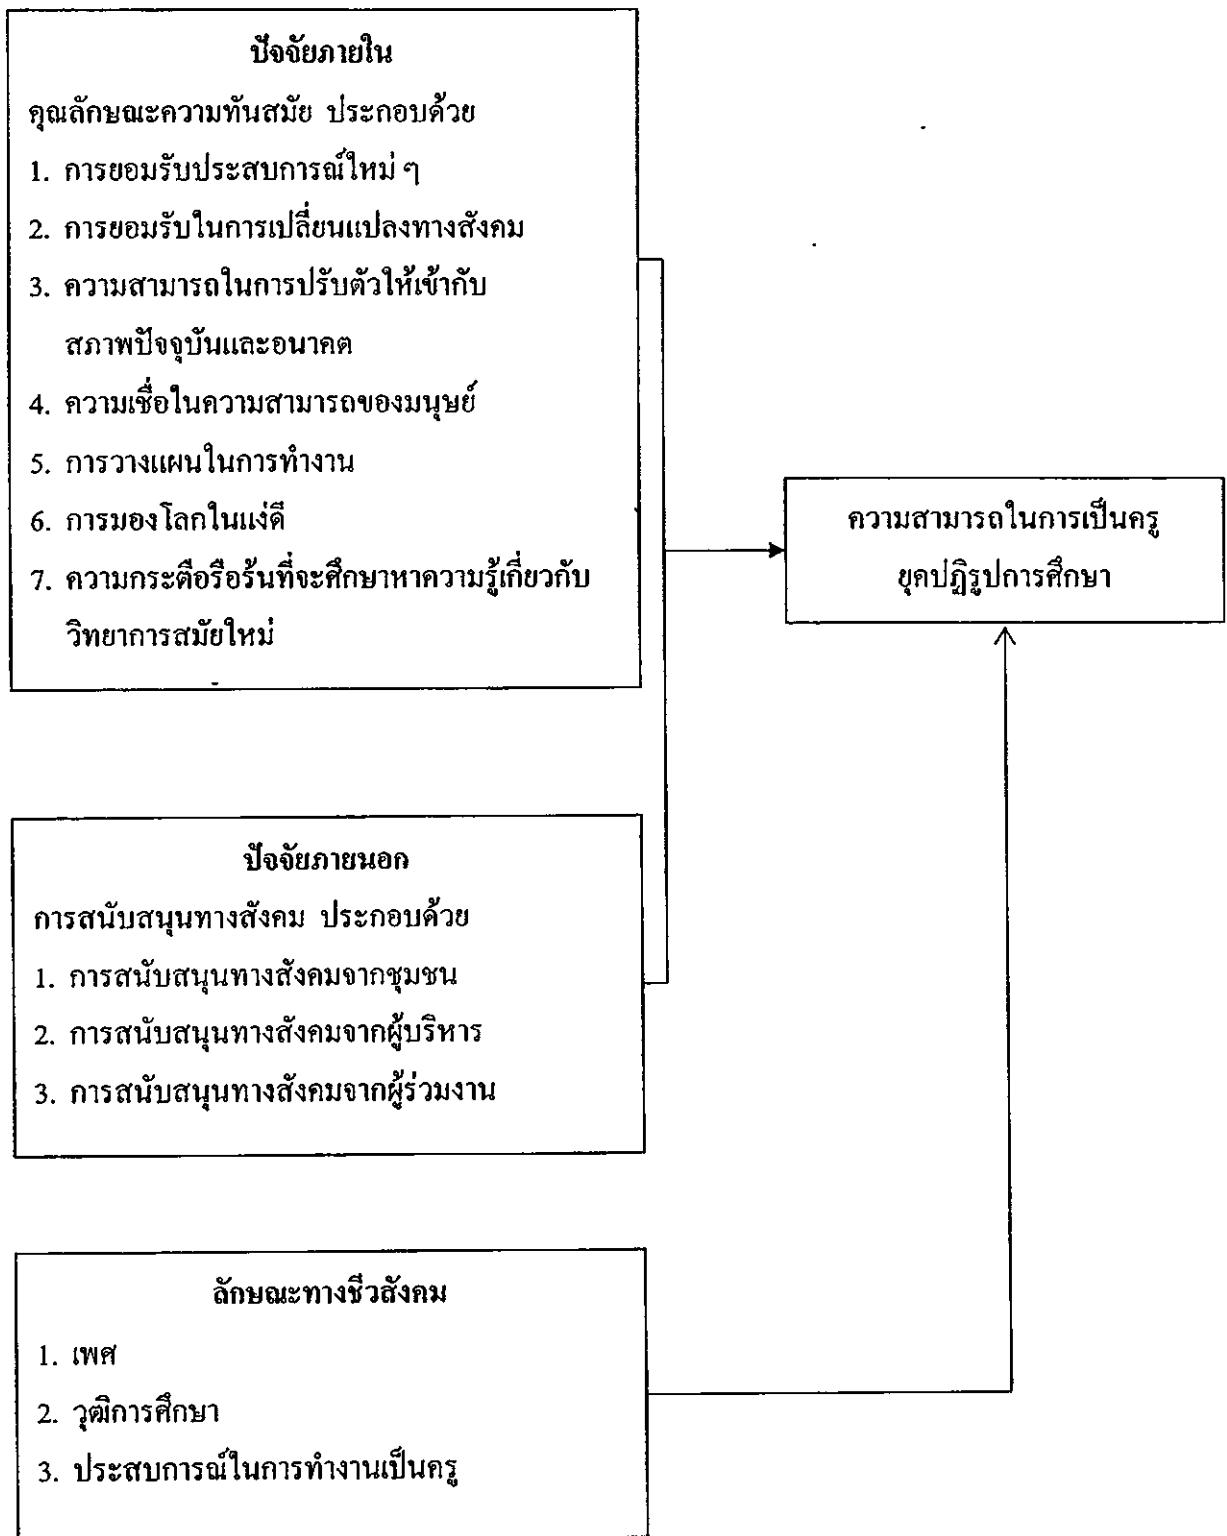 ปัจจัยภายใน
คุณลักษณะความทันสมัย ประกอบด้วย
1. การยอมรับประสบการณ์ใหม่ ๆ
2. การยอมรับในการเปลี่ยนแปลงทางสังคม
3. ความสามารถในการปรับตัวให้เข้ากับ
สภาพปัจจุบันและอนาคต
4. ความเชื่อในความสามารถของมนุษย์
5. การวางแผนในการทำงาน
6. การมองโลกในแง่ดี
7. ความกระตือรือร้นที่จะศึกษาหาความรู้เกี่ยวกับ
วิทยาการสมัยใหม่
ความสามารถในการเป็นครู
ยุคปฏิรูปการศึกษา
ปัจจัยภายนอก
การสนับสนุนทางสังคม ประกอบด้วย
1. การสนับสนุนทางสังคมจากชุมชน
2. การสนับสนุนทางสังคมจากผู้บริหาร
3. การสนับสนุนทางสังคมจากผู้ร่วมงาน
ลักษณะทางชีวสังคม
1. เพศ
2. วุฒิการศึกษา
3. ประสบการณ์ในการทำงานเป็นครู